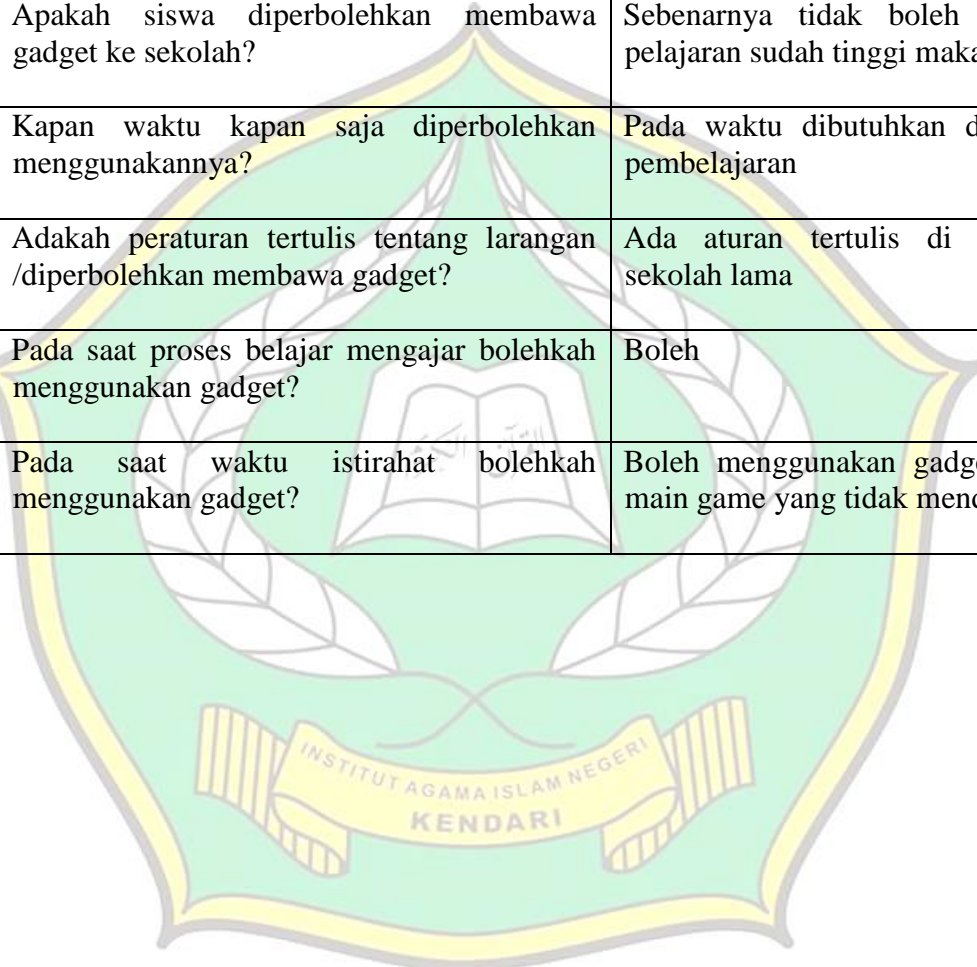 Apakah siswa diperbolehkan membawa
gadget ke sekolah?
Sebenarnya tidak boleh
pelajaran sudah tinggi
Kapan waktu kapan saja diperbolehkan
menggunakannya?
Pada waktu dibutuhkan
pembelajaran
Adakah peraturan tertulis tentang larangan
/diperbolehkan membawa gadget?
Ada aturan tertulis di
sekolah lama
Pada saat proses belajar mengajar bolehkah
menggunakan gadget?
Boleh
Pada saat waktu istirahat bolehkah
menggunakan gadget?
Boleh menggunakan
main game yang tidak
القرآن الكريم
INSTITUT AGAMA ISLAM NEGERI
KENDARI